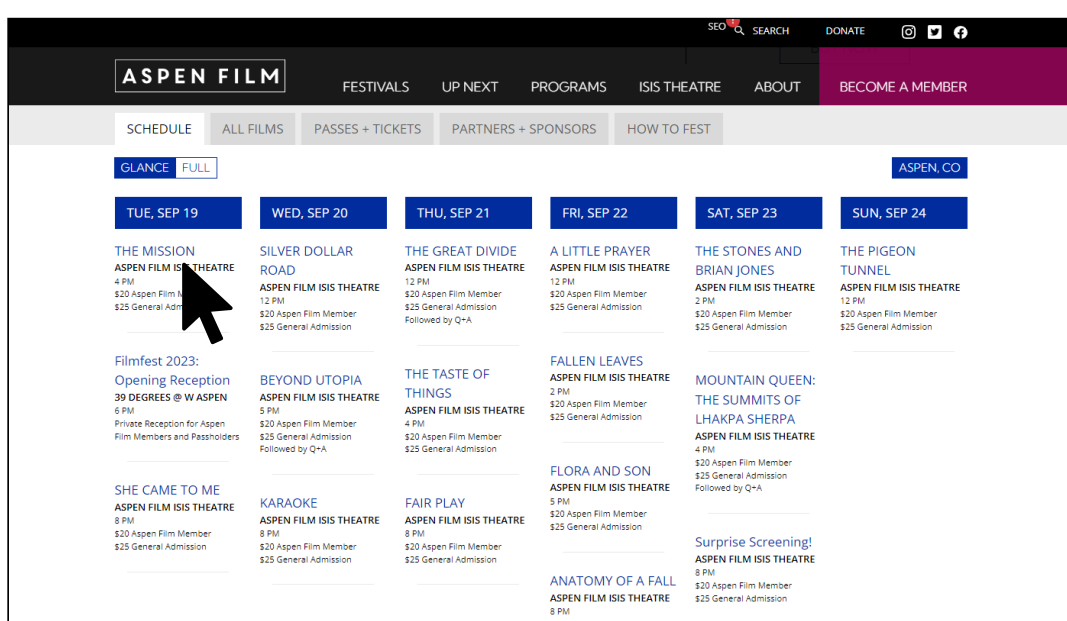 SEO SEARCH DONATE
ASPEN FILM FESTIVALS UP NEXT PROGRAMS ISIS THEATRE ABOUT BECOME A MEMBER
SCHEDULE ALL FILMS PASSES + TICKETS PARTNERS + SPONSORS HOW TO FEST
GLANCE FULL ASPEN, CO
TUE, SEP 19
THE MISSION
ASPEN FILM ISIS THEATRE
4 PM
$20 Aspen Film
$25 General
Filmfest 2023:
Opening Reception
39 DEGREES @ W ASPEN
6 PM
Private Reception for Aspen
Film Members and Passholders
SHE CAME TO ME
ASPEN FILM ISIS THEATRE
8 PM
$20 Aspen Film Member
$25 General Admission
WED, SEP 20
SILVER DOLLAR
ROAD
ASPEN FILM ISIS THEATRE
12 PM
$20 Aspen Film Member
$25 General Admission
BEYOND UTOPIA
ASPEN FILM ISIS THEATRE
5 PM
$20 Aspen Film Member
$25 General Admission
Followed by Q+A
KARAOKE
ASPEN FILM ISIS THEATRE
8 PM
$20 Aspen Film Member
$25 General Admission
THU, SEP 21
THE GREAT DIVIDE
ASPEN FILM ISIS THEATRE
12 PM
$20 Aspen Film Member
$25 General Admission
Followed by Q+A
THE TASTE OF
THINGS
ASPEN FILM ISIS THEATRE
4 PM
$20 Aspen Film Member
$25 General Admission
FAIR PLAY
ASPEN FILM ISIS THEATRE
8 PM
$20 Aspen Film Member
$25 General Admission
FRI, SEP 22
A LITTLE PRAYER
ASPEN FILM ISIS THEATRE
12 PM
$20 Aspen Film Member
$25 General Admission
FALLEN LEAVES
ASPEN FILM ISIS THEATRE
2 PM
$20 Aspen Film Member
$25 General Admission
FLORA AND SON
ASPEN FILM ISIS THEATRE
5 PM
$20 Aspen Film Member
$25 General Admission
ANATOMY OF A FALL
ASPEN FILM ISIS THEATRE
8 PM
SAT, SEP 23
THE STONES AND
BRIAN JONES
ASPEN FILM ISIS THEATRE
2 PM
$20 Aspen Film Member
$25 General Admission
MOUNTAIN QUEEN:
THE SUMMITS OF
LHAKPA SHERPA
ASPEN FILM ISIS THEATRE
4 PM
$20 Aspen Film Member
$25 General Admission
Followed by Q+A
Surprise Screening!
ASPEN FILM ISIS THEATRE
8 PM
$20 Aspen Film Member
$25 General Admission
SUN, SEP 24
THE PIGEON
TUNNEL
ASPEN FILM ISIS THEATRE
12 PM
$20 Aspen Film Member
$25 General Admission